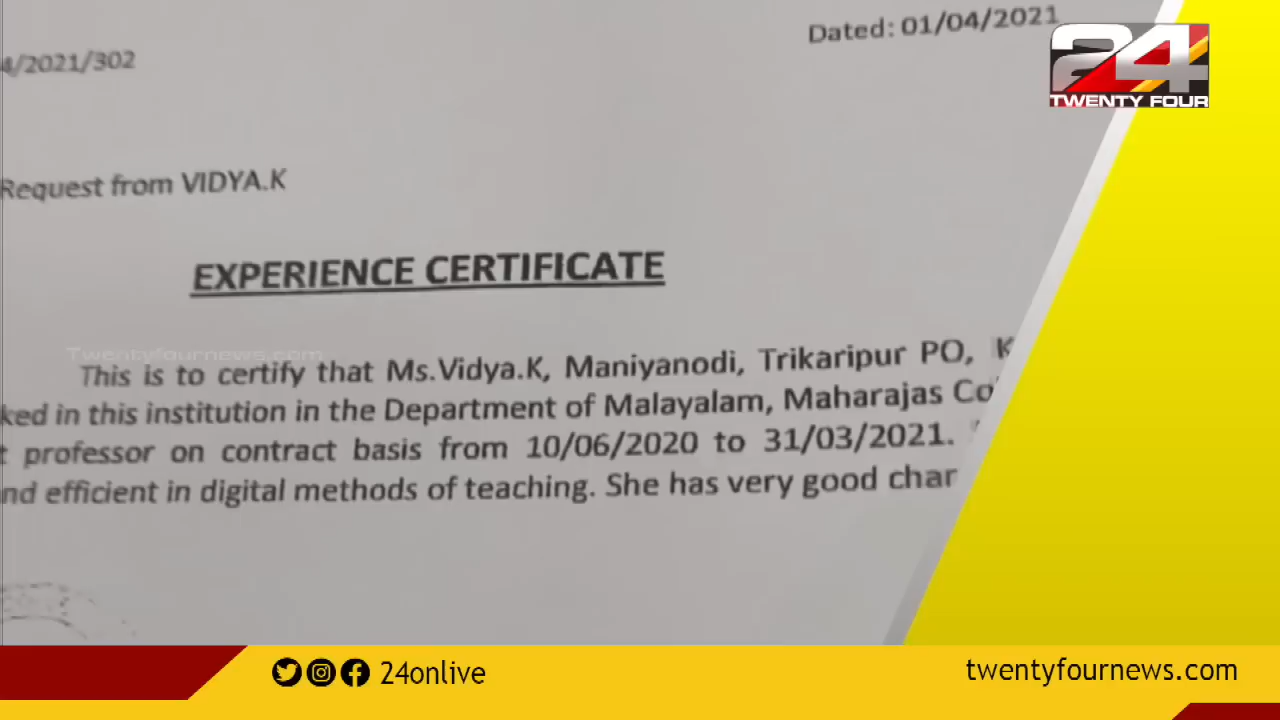 Dated: 01/04/2021
24
TWENTY FOUR
4/2021/302
Request from VIDYA.K
EXPERIENCE CERTIFICATE
Twentyfournews.com
This is to certify that Ms.Vidya.K, Maniyanodi, Trikaripur PO, K
ked in this institution in the Department of Malayalam, Maharajas Co
t professor on contract basis from 10/06/2020 to 31/03/2021.
nd efficient in digital methods of teaching. She has very good char
24onlive
twentyfournews.com